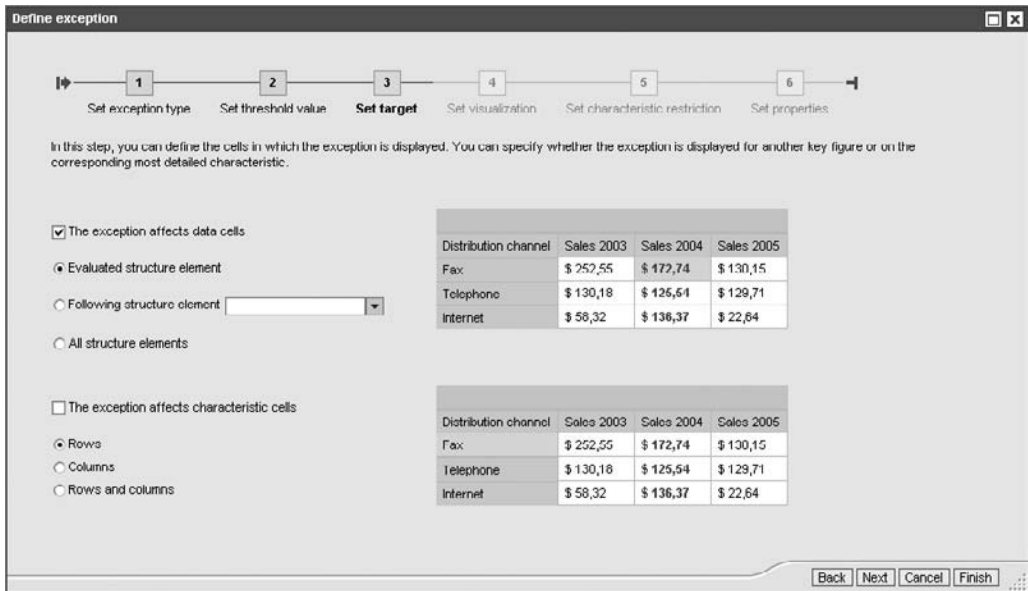 Define exception
1 2 3 4 5 6
Set exception type Set threshold value Set target Set visualization Set characteristic restriction Set properties
In this step, you can define the cells in which the exception is displayed. You can specify whether the exception is displayed for another key figure or on the
corresponding most detailed characteristic.
The exception affects data cells
Evaluated structure element
Following structure element
All structure elements
Distribution channel Sales 2003 Sales 2004 Sales 2005
Fax $ 252,55 $ 172,74 $ 130,15
Telephone $ 130,18 $ 125,54 $ 129,71
Internet $ 58,32 $ 136,37 $ 22,64
The exception affects characteristic cells
Rows
Columns
Rows and columns
Distribution channel Sales 2003 Sales 2004 Sales 2005
Fax $ 252,55 $ 172,74 $ 130,15
Telephone $ 130,18 $ 125,54 $ 129,71
Internet $ 58,32 $ 136,37 $ 22,64
Back Next Cancel Finish